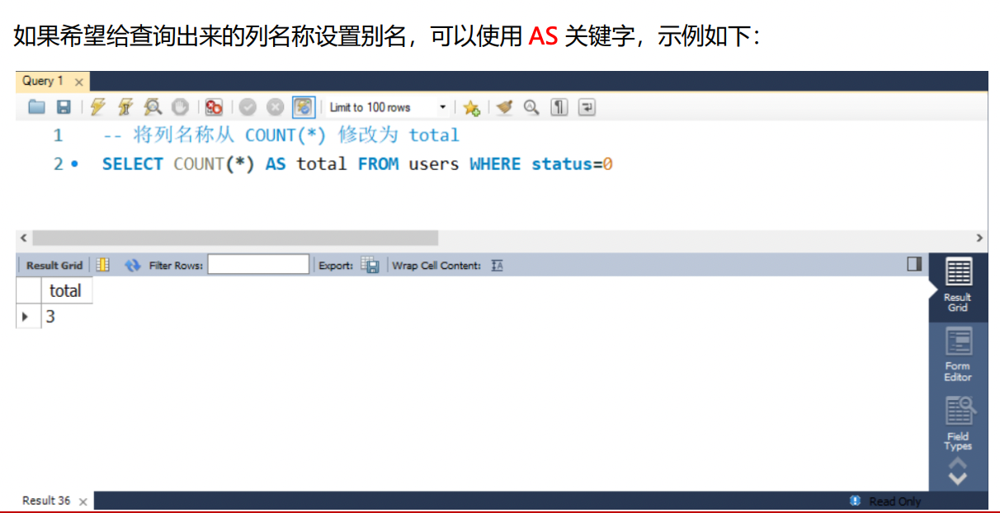 如果希望给查询出来的列名称设置别名，可以使用 AS 关键字，示例如下：
Query 1
Limit to 100 rows
1 -- 将列名称从 COUNT(*) 修改为 total
2 SELECT COUNT(*) AS total FROM users WHERE status=0
Result Grid Filter Rows: Export: Wrap Cell Content:
total
3
Result
Grid
Form
Editor
Field
Types
Result 36 Read Only